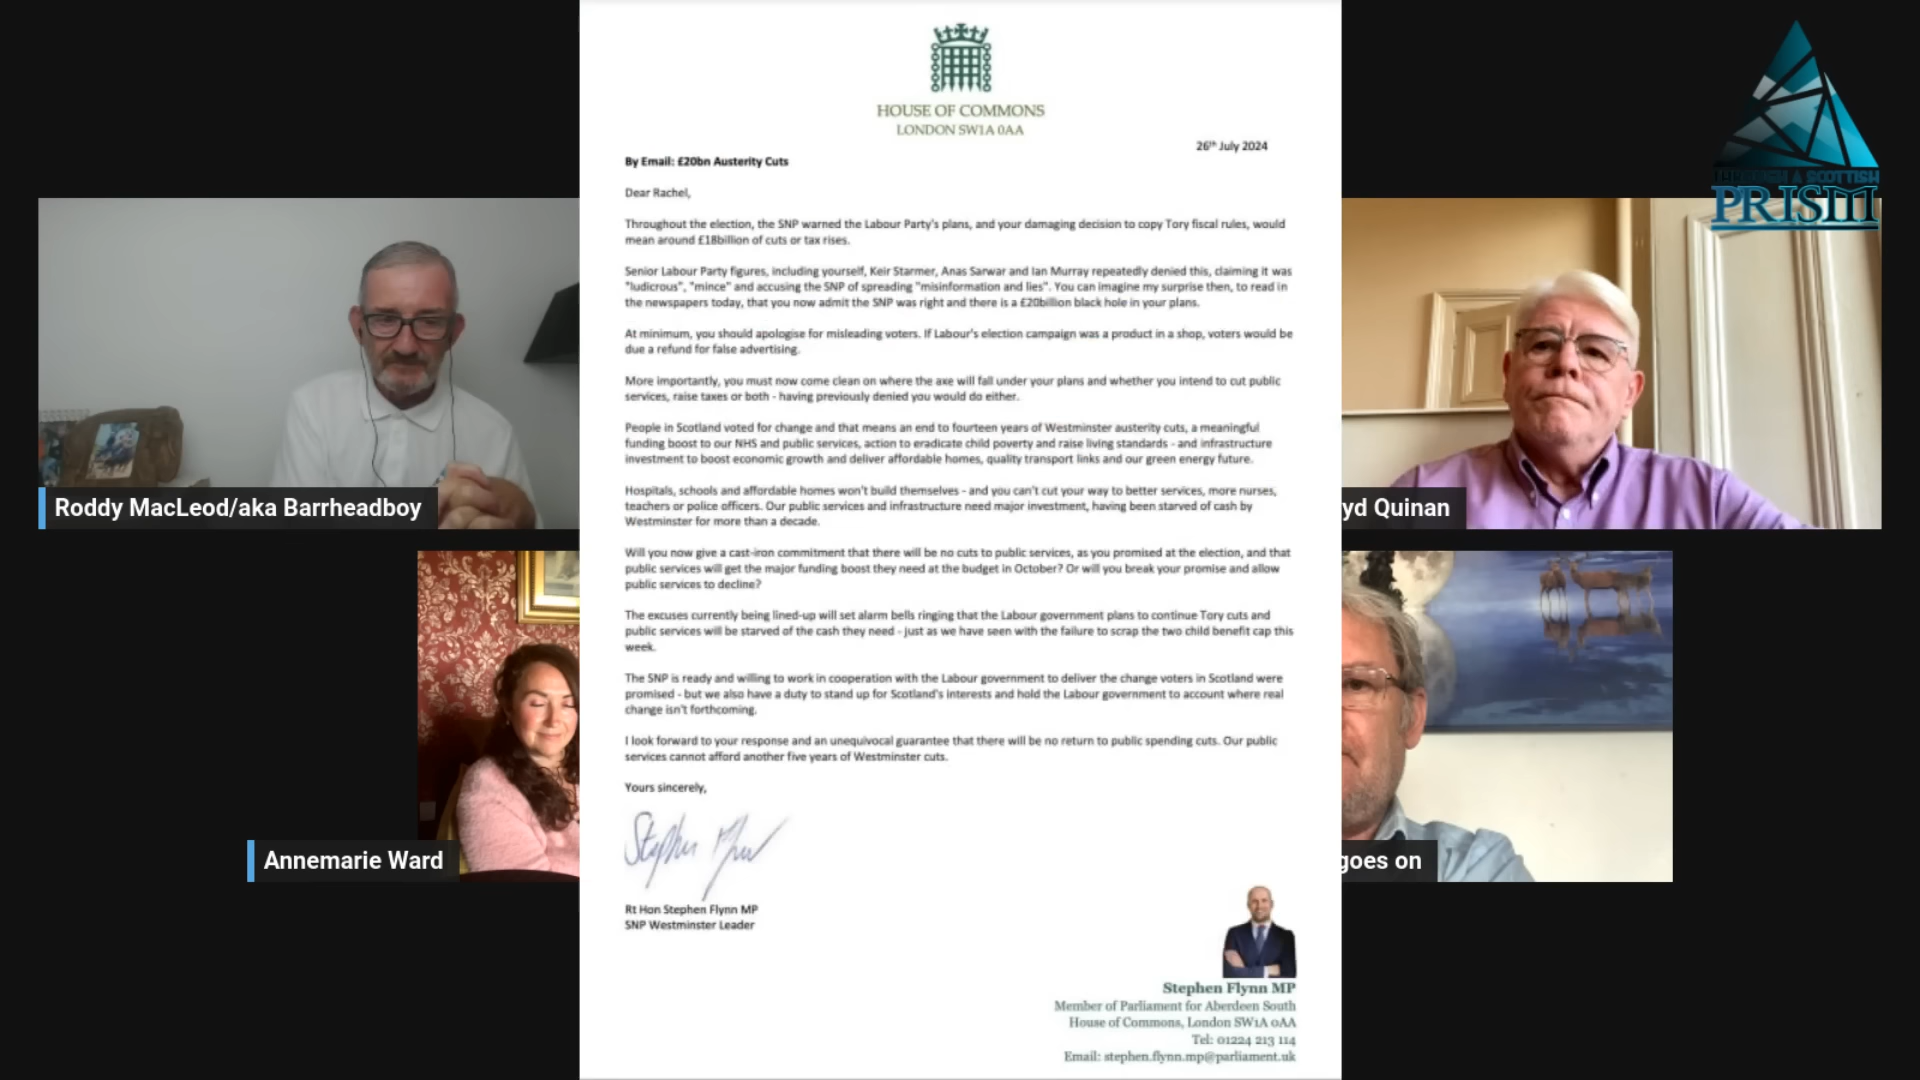 HOUSE OF COMMONS
LONDON SW1A 0AA
26th July 2024
By Email: £20bn Austerity Cuts
Dear Rachel,
Throughout the election, the SNP warned the Labour Party's plans, and your damaging decision to copy Tory fiscal rules, would
mean around £18billion of cuts or tax rises.
Senior Labour Party figures, including yourself, Keir Starmer, Anas Sarwar and Ian Murray repeatedly denied this, claiming it was
"ludicrous", "mince" and accusing the SNP of spreading "misinformation and lies". You can imagine my surprise then, to read in
the newspapers today, that you now admit the SNP was right and there is a £20billion black hole in your plans.
At minimum, you should apologise for misleading voters. If Labour's election campaign was a product in a shop, voters would be
due a refund for false advertising.
More importantly, you must now come clean on where the axe will fall under your plans and whether you intend to cut public
services, raise taxes or both - having previously denied you would do either.
People in Scotland voted for change and that means an end to fourteen years of Westminster austerity cuts, a meaningful
funding boost to our NHS and public services, action to eradicate child poverty and raise living standards - and infrastructure
investment to boost economic growth and deliver affordable homes, quality transport links and our green energy future.
Hospitals, schools and affordable homes won't build themselves - and you can't cut your way to better services, more nurses,
teachers or police officers. Our public services and infrastructure need major investment, having been starved of cash by
Westminster for more than a decade.
Will you now give a cast-iron commitment that there will be no cuts to public services, as you promised at the election, and that
public services will get the major funding boost they need at the budget in October? Or will you break your promise and allow
public services to decline?
The excuses currently being lined-up will set alarm bells ringing that the Labour government plans to continue Tory cuts and
public services will be starved of the cash they need - just as we have seen with the failure to scrap the two child benefit cap this
week.
The SNP is ready and willing to work in cooperation with the Labour government to deliver the change voters in Scotland were
promised - but we also have a duty to stand up for Scotland's interests and hold the Labour government to account where real
change isn't forthcoming.
I look forward to your response and an unequivocal guarantee that there will be no return to public spending cuts. Our public
services cannot afford another five years of Westminster cuts.
Yours sincerely,
Stephen Flynn
Rt Hon Stephen Flynn MP
SNP Westminster Leader
Stephen Flynn MP
Member of Parliament for Aberdeen South
House of Commons, London SW1A 0AA
Tel: 01224 213 114
Email: stephen.flynn.mp@parliament.uk
Roddy MacLeod/aka Barrheadboy
yd Quinan
Annemarie Ward
goes on
THROUGH A SCOTTISH
PRISM